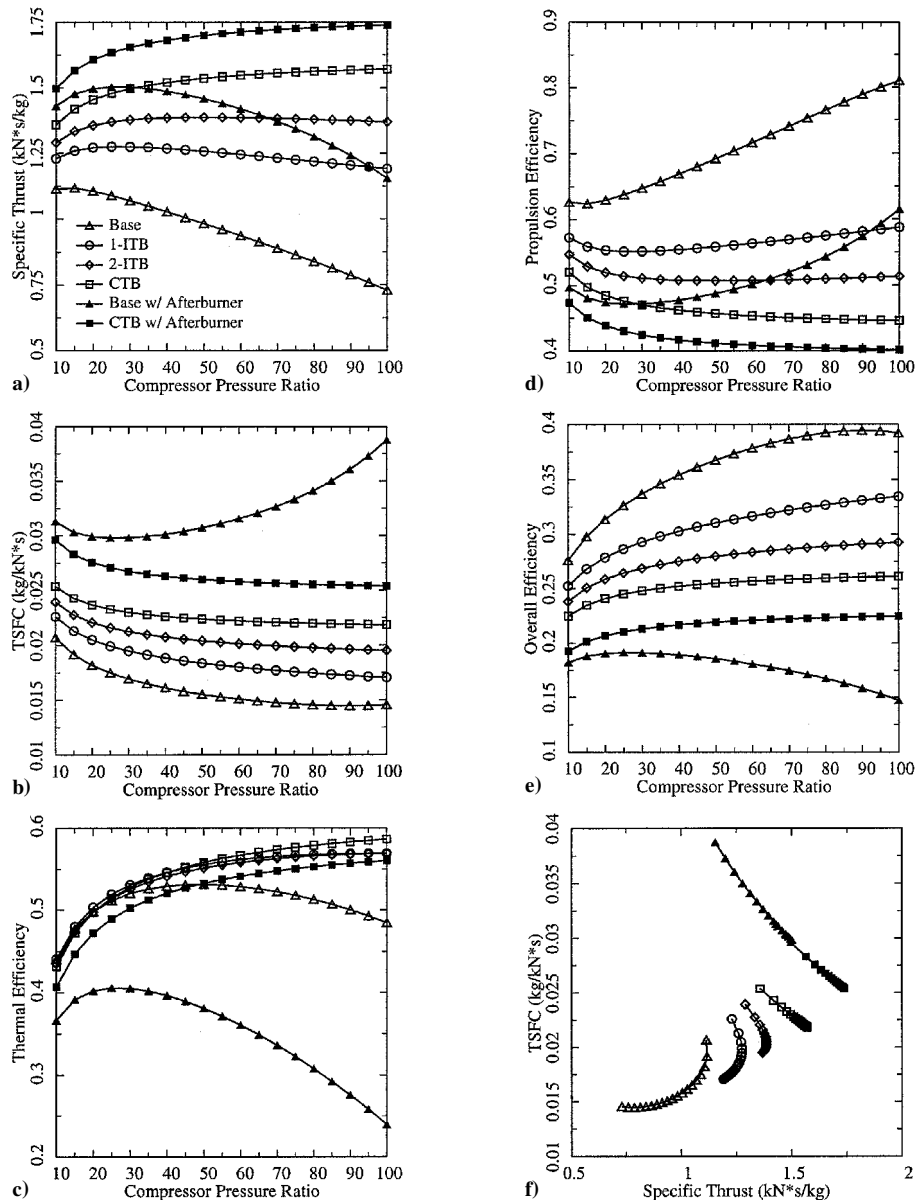 1.75
1.5
1.25
1
0.75
0.5
Specific Thrust (kN*s/kg)
Base
1-ITB
2-ITB
CTB
Base w/ Afterburner
CTB w/ Afterburner
10 20 30 40 50 60 70 80 90 100
a) Compressor Pressure Ratio
0.9
0.8
0.7
0.6
0.5
0.4
Propulsion Efficiency
10 20 30 40 50 60 70 80 90 100
d) Compressor Pressure Ratio
0.04
0.035
0.03
0.025
0.02
0.015
0.01
TSFC (kg/kN*s)
10 20 30 40 50 60 70 80 90 100
b) Compressor Pressure Ratio
0.4
0.35
0.3
0.25
0.2
0.15
0.1
Overall Efficiency
10 20 30 40 50 60 70 80 90 100
e) Compressor Pressure Ratio
0.6
0.5
0.4
0.3
0.2
Thermal Efficiency
10 20 30 40 50 60 70 80 90 100
c) Compressor Pressure Ratio
0.04
0.035
0.03
0.025
0.02
0.015
0.01
TSFC (kg/kN*s)
0.5 1 1.5 2
f) Specific Thrust (kN*s/kg)